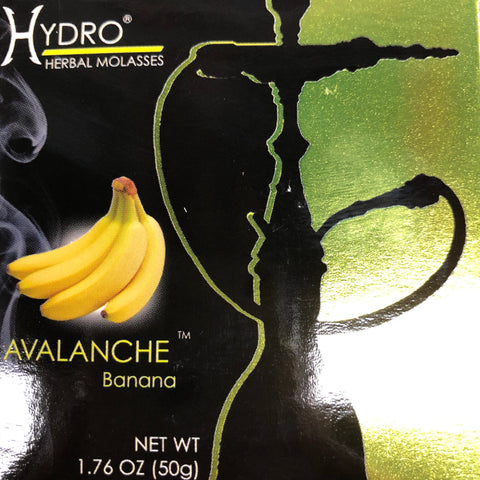 HYDRO®
HERBAL MOLASSES
AVALANCHE™
Banana
NET WT
1.76 OZ (50g)